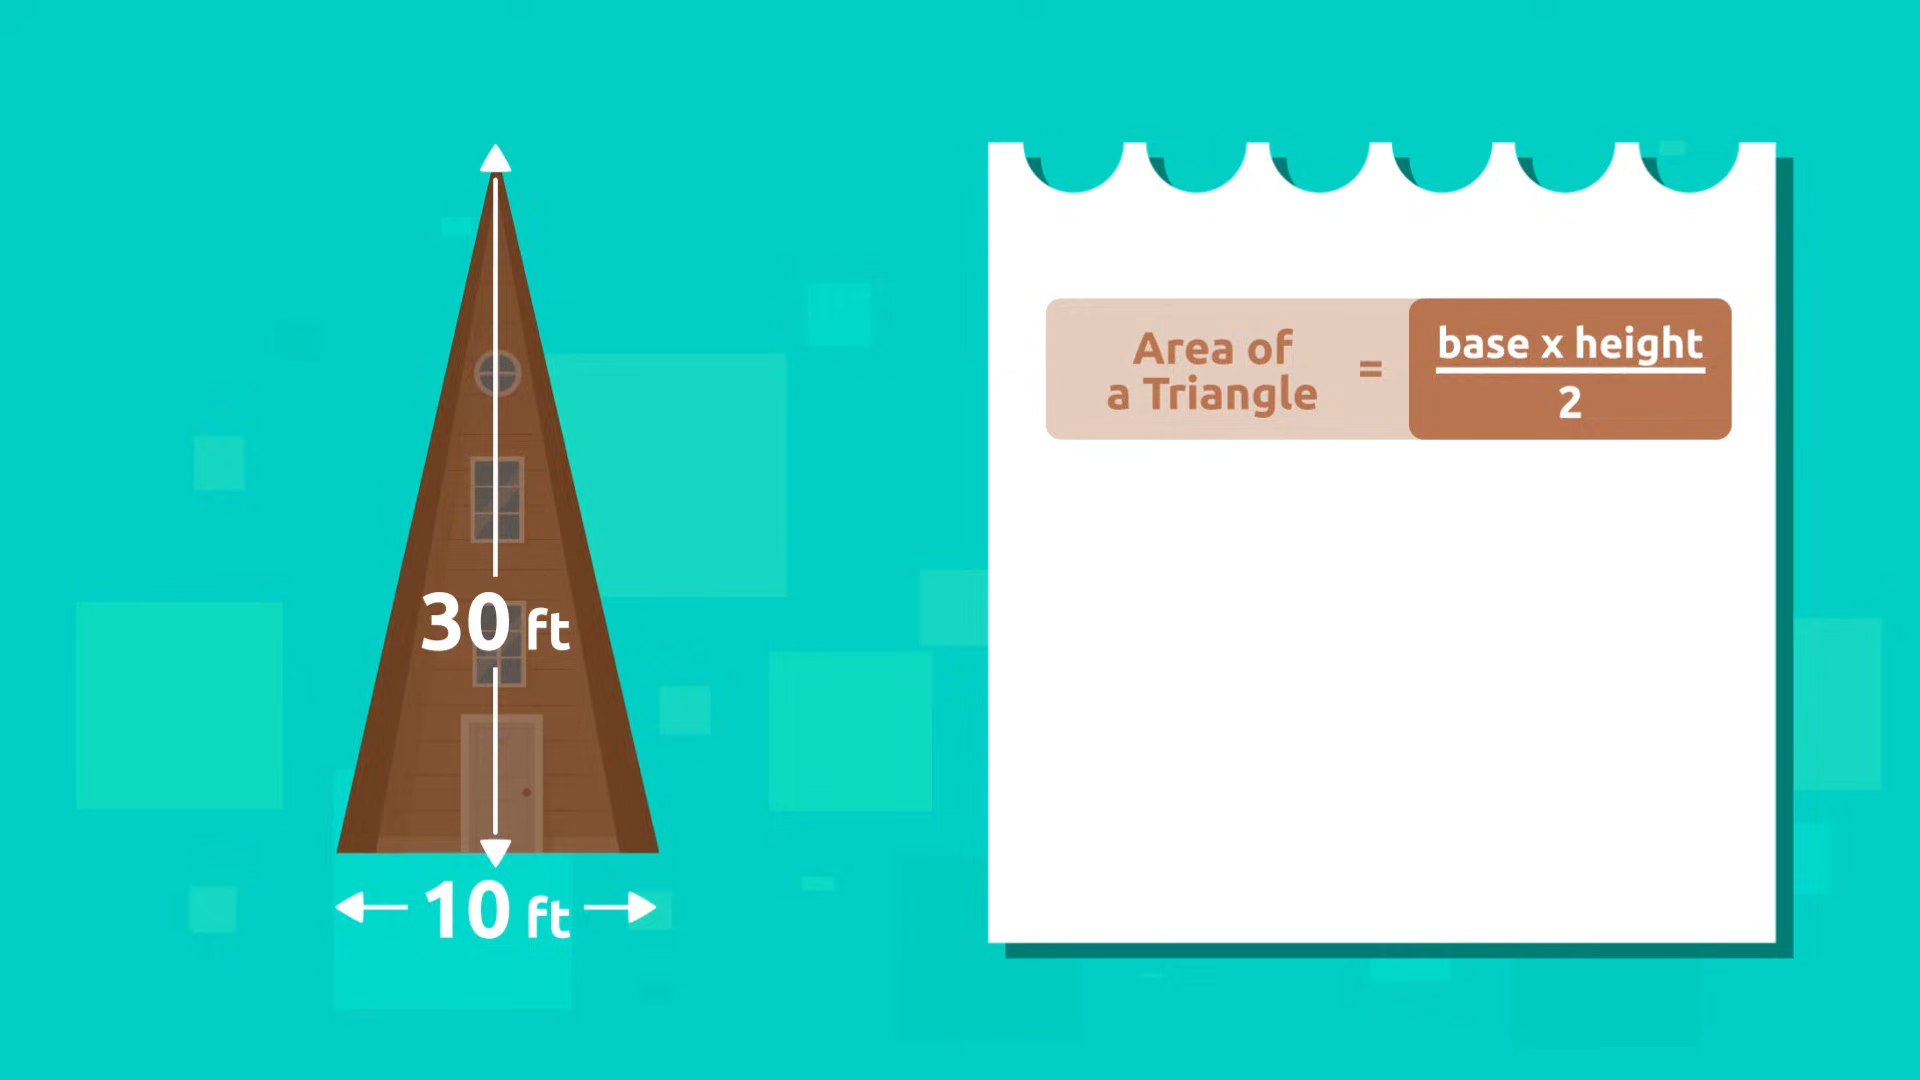 30 ft
10 ft
Area of
a Triangle
=
base x height
2